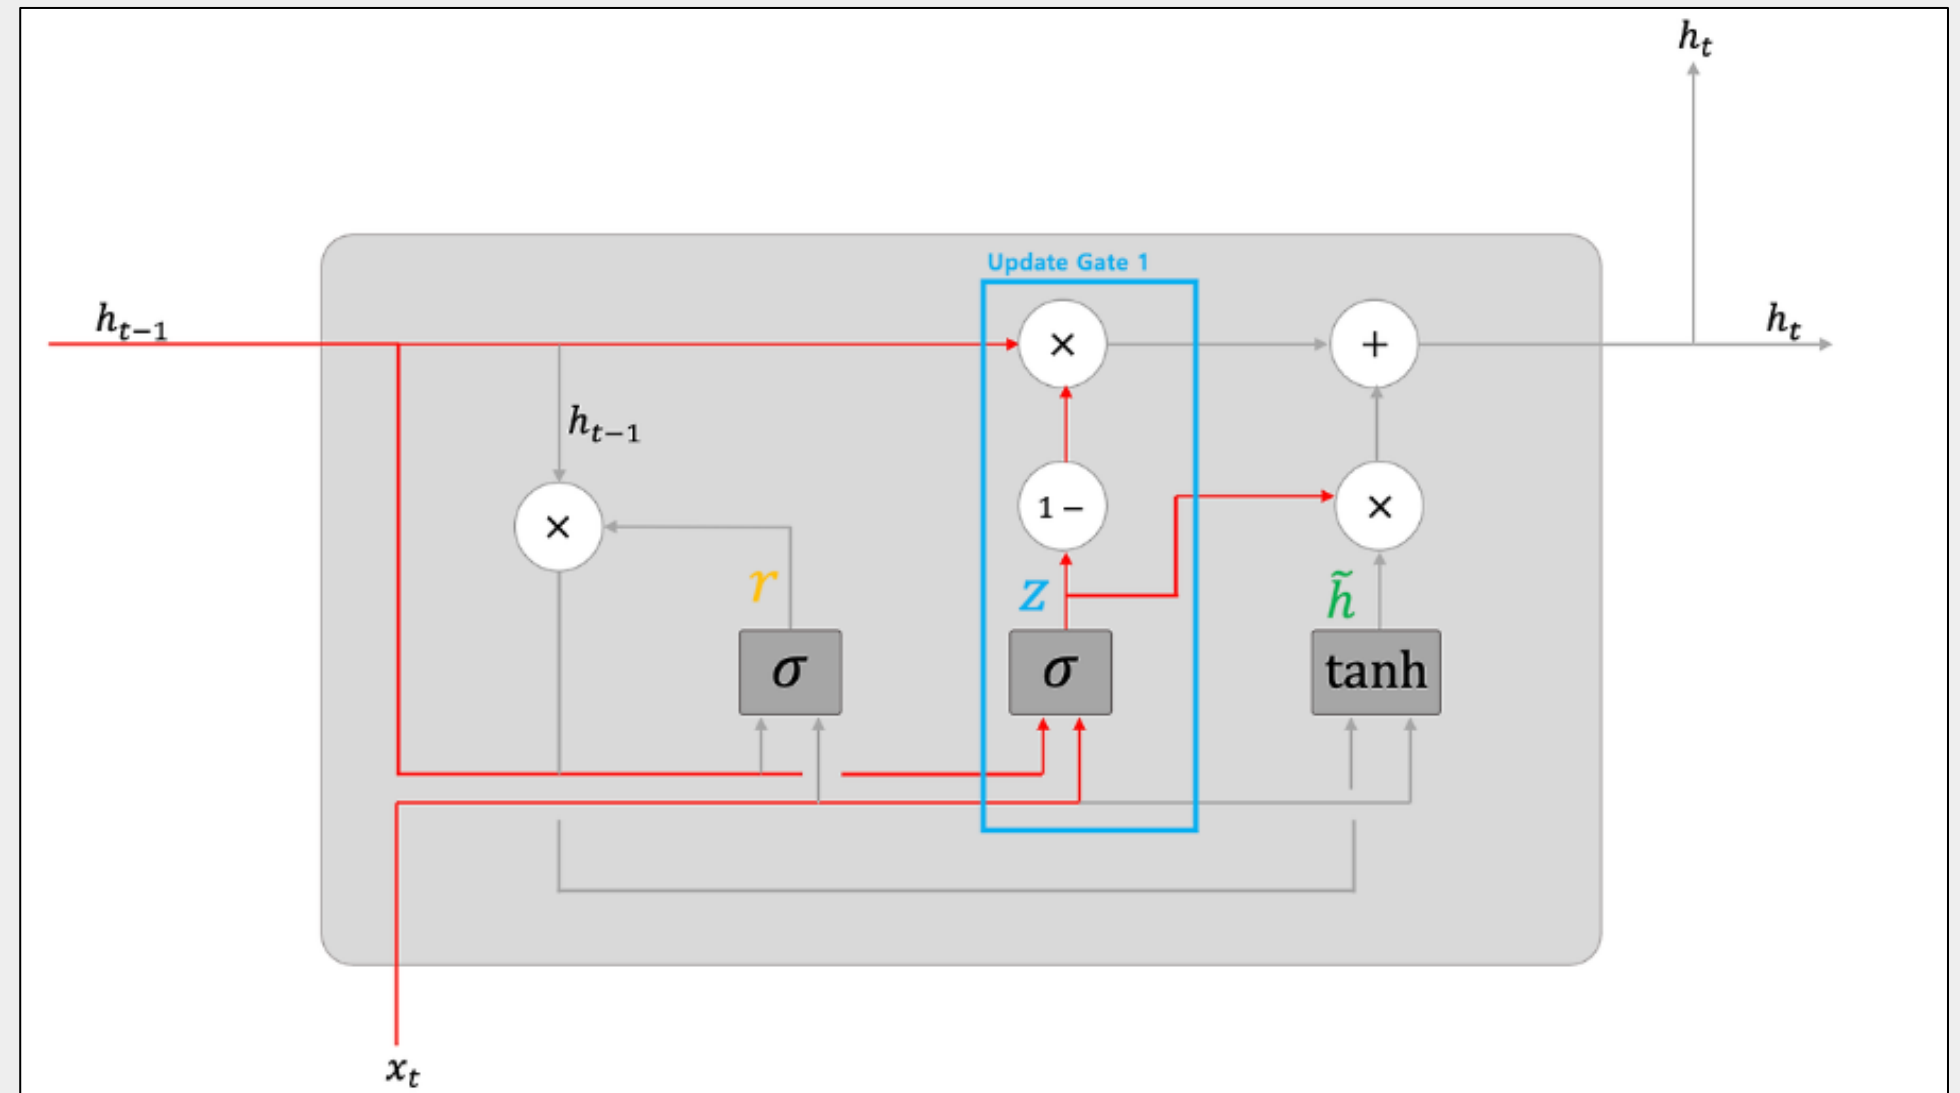 h_t
Update Gate 1
h_{t-1}
×
+
h_t
h_{t-1}
1 −
×
×
r
z
h̃
σ
σ
tanh
x_t